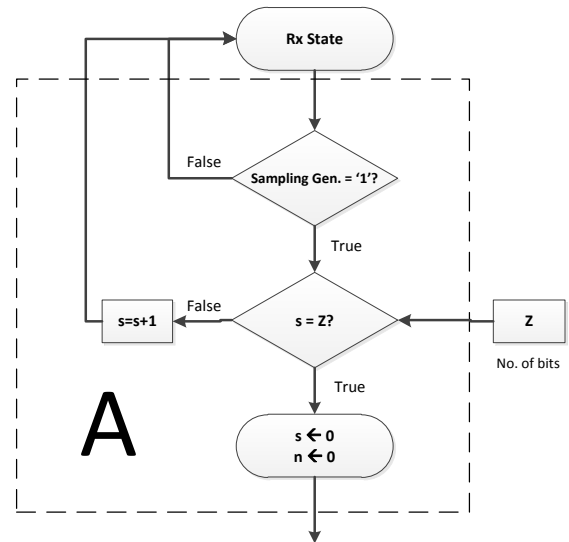 Rx State
False
Sampling Gen. = ‘1’?
True
s=s+1
False
s = Z?
Z
No. of bits
True
A
s ← 0
n ← 0